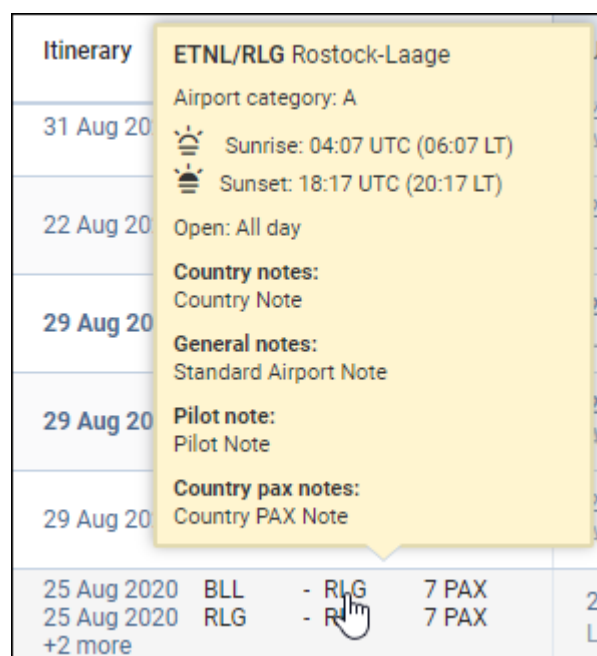 Itinerary
31 Aug 20
22 Aug 20
29 Aug 20
29 Aug 20
29 Aug 20
ETNL/RLG Rostock-Laage
Airport category: A
Sunrise: 04:07 UTC (06:07 LT)
Sunset: 18:17 UTC (20:17 LT)
Open: All day
Country notes:
Country Note
General notes:
Standard Airport Note
Pilot note:
Pilot Note
Country pax notes:
Country PAX Note
25 Aug 2020 BLL - RLG 7 PAX
25 Aug 2020 RLG - 7 PAX
+2 more